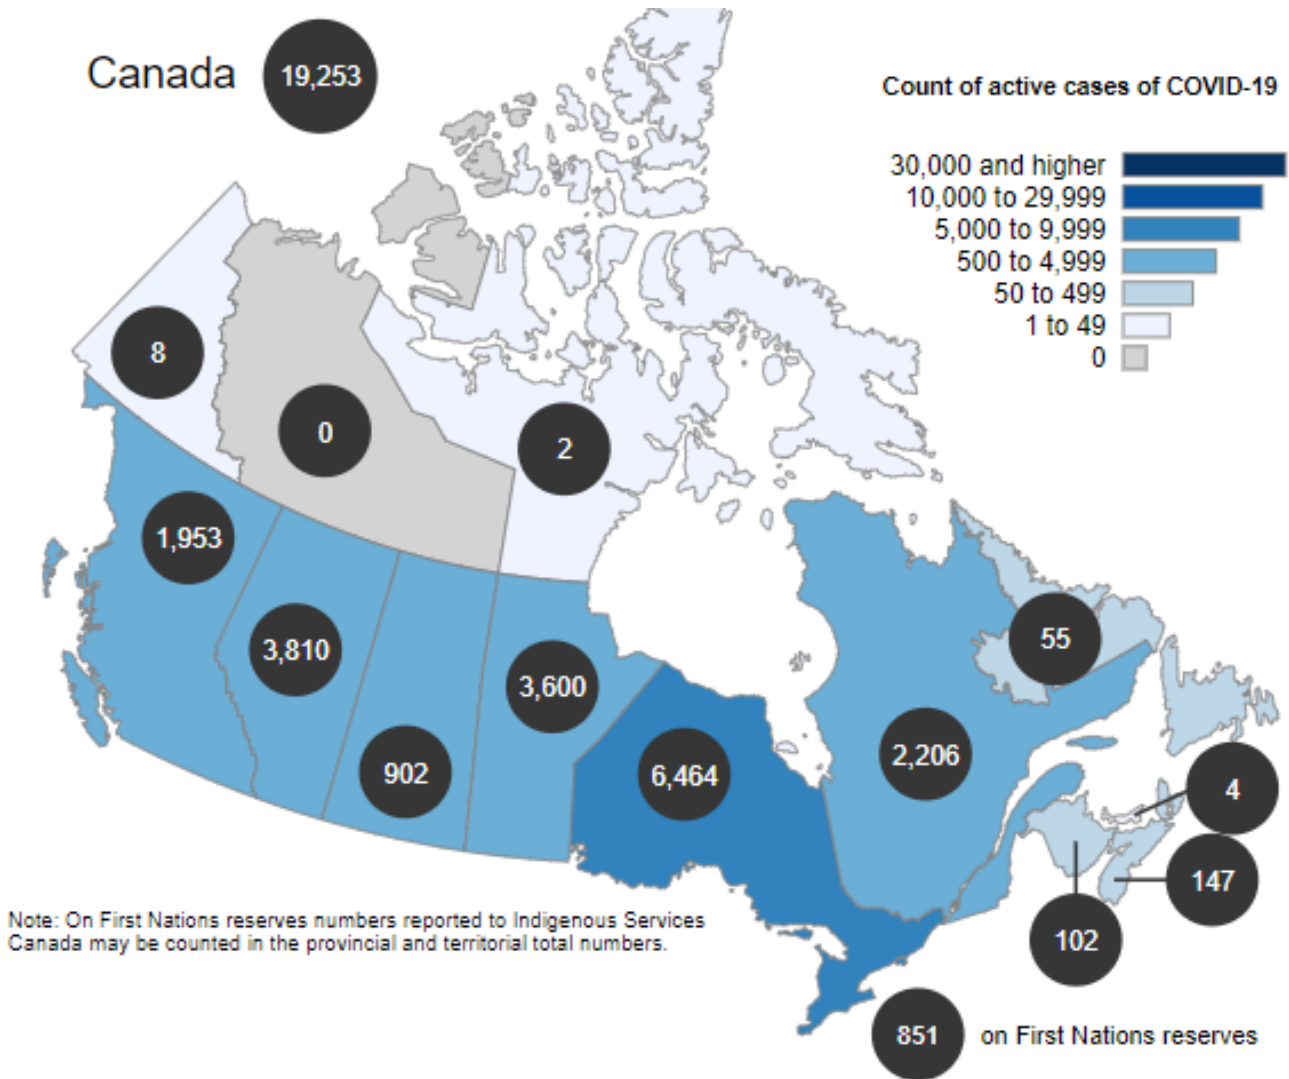 Canada
19,253
Count of active cases of COVID-19
30,000 and higher
10,000 to 29,999
5,000 to 9,999
500 to 4,999
50 to 499
1 to 49
0
8
0
2
1,953
3,810
902
3,600
6,464
2,206
55
4
147
102
Note: On First Nations reserves numbers reported to Indigenous Services
Canada may be counted in the provincial and territorial total numbers.
851
on First Nations reserves